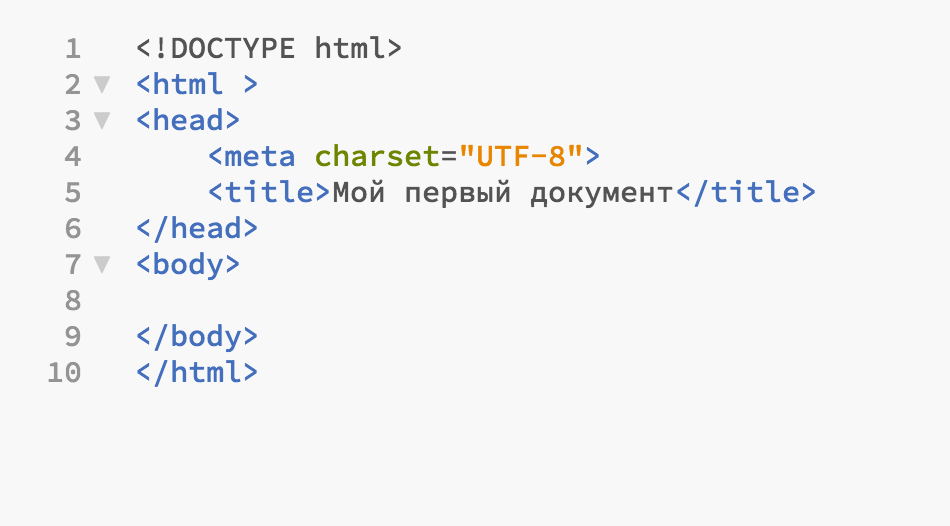 1 <!DOCTYPE html>
2 <html >
3 <head>
4     <meta charset="UTF-8">
5     <title>Мой первый документ</title>
6 </head>
7 <body>
8
9 </body>
10 </html>